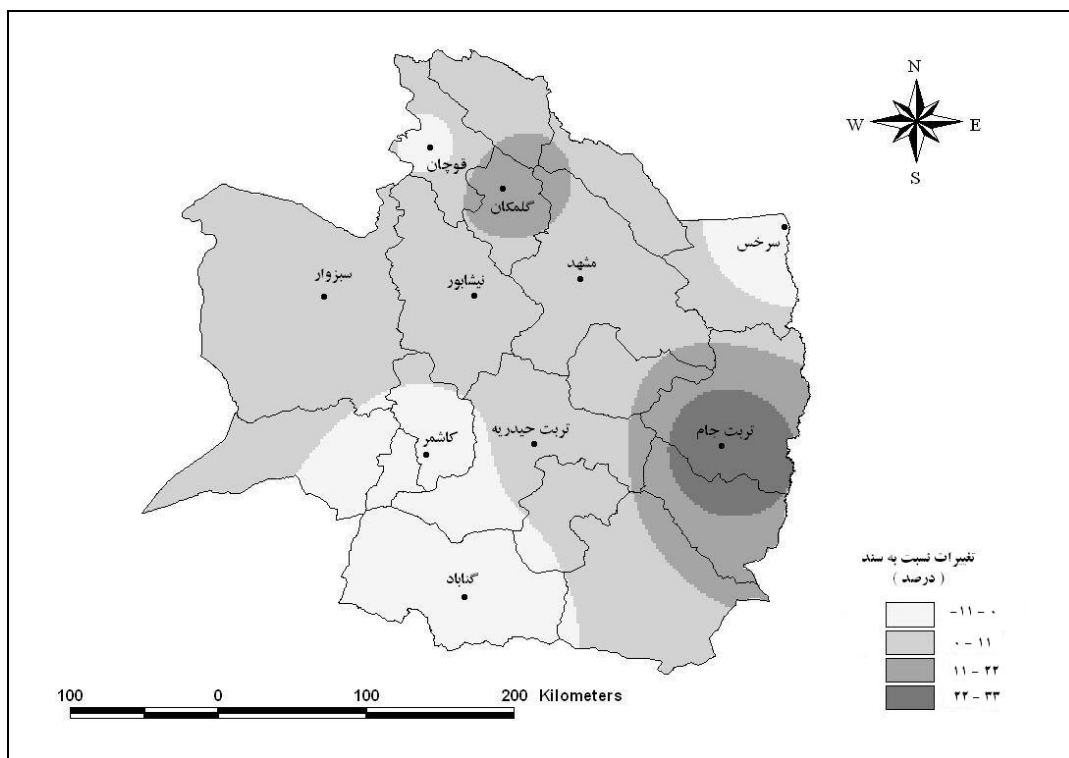 N
W E
S
قوچان
گلمکان
سرخس
مشهد
سبزوار
نیشابور
کاشمر
تربت حیدریه
تربت جام
گناباد
تغییرات نسبت به سند
( درصد )
-۱۱ - ۰
۰ - ۱۱
۱۱ - ۲۲
۲۲ - ۳۳
100 0 100 200 Kilometers